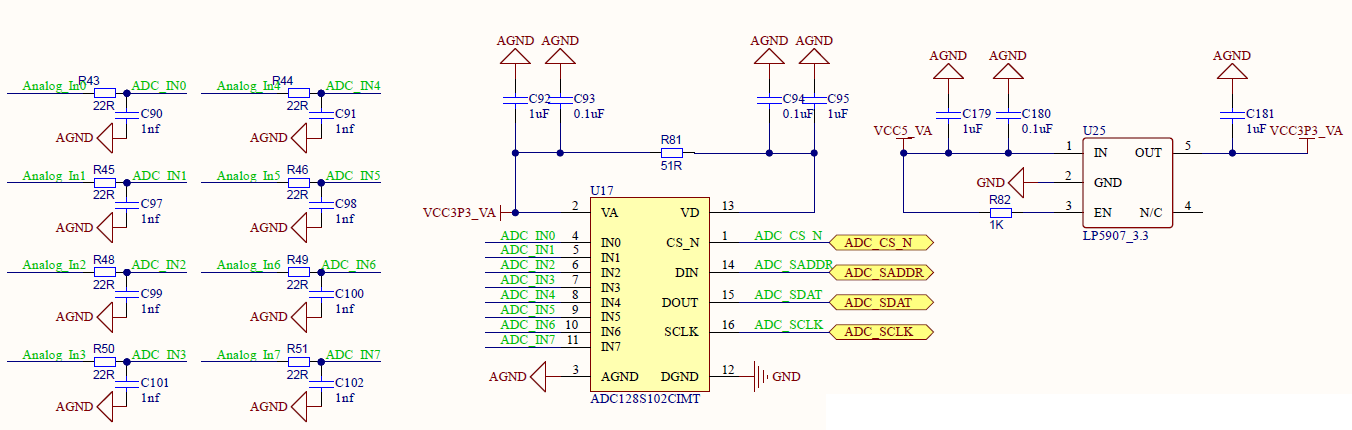 R43
Analog_In0
ADC_IN0
22R
C90
1nf
AGND
R44
Analog_In4
ADC_IN4
22R
C91
1nf
AGND
R45
Analog_In1
ADC_IN1
22R
C97
1nf
AGND
R46
Analog_In5
ADC_IN5
22R
C98
1nf
AGND
R48
Analog_In2
ADC_IN2
22R
C99
1nf
AGND
R49
Analog_In6
ADC_IN6
22R
C100
1nf
AGND
R50
Analog_In3
ADC_IN3
22R
C101
1nf
AGND
R51
Analog_In7
ADC_IN7
22R
C102
1nf
AGND
AGND AGND
C92 C93
1uF 0.1uF
AGND AGND
C94 C95
0.1uF 1uF
R81
51R
U17
VCC3P3_VA 2 VA VD 13
ADC_IN0 4 IN0 CS_N 1 ADC_CS_N ADC_CS_N
ADC_IN1 5 IN1
ADC_IN2 6 IN2 DIN 14 ADC_SADDR ADC_SADDR
ADC_IN3 7 IN3
ADC_IN4 8 IN4 DOUT 15 ADC_SDAT ADC_SDAT
ADC_IN5 9 IN5
ADC_IN6 10 IN6 SCLK 16 ADC_SCLK ADC_SCLK
ADC_IN7 11 IN7
AGND 3 AGND DGND 12 GND
ADC128S102CIMT
AGND AGND AGND
C179 C180 C181
1uF 0.1uF 1uF
VCC5_VA U25 VCC3P3_VA
1 IN OUT 5
GND 2 GND
R82
1K
3 EN N/C 4
LP5907_3.3